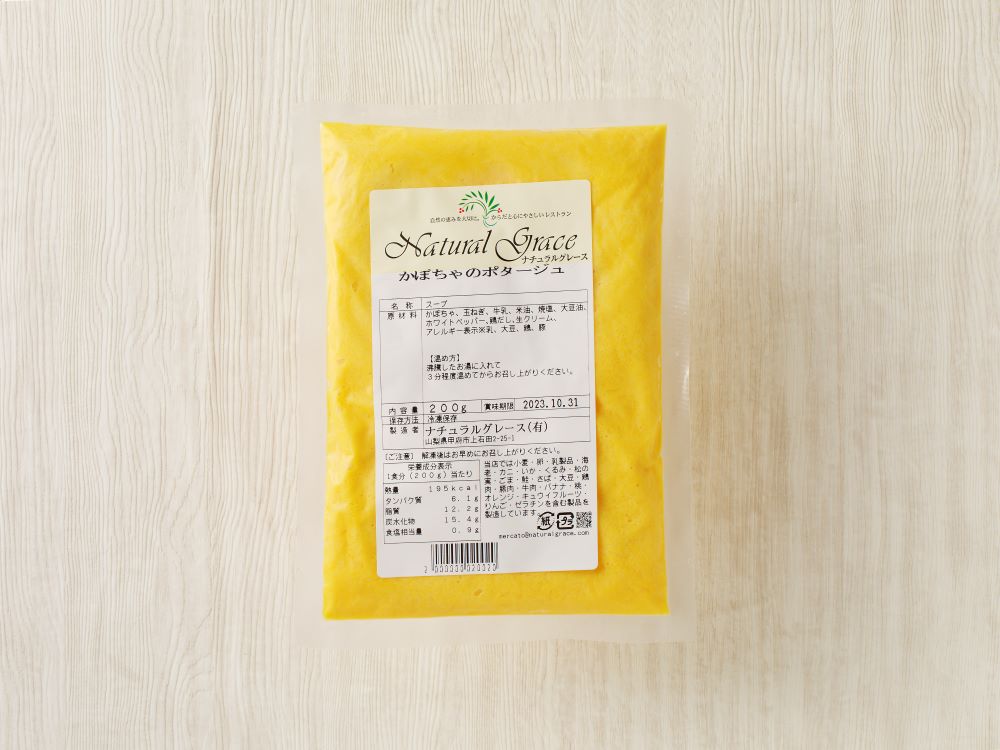 自然の恵みを大切に。からだと心にやさしいレストラン
Natural Grace
ナチュラルグレース
かぼちゃのポタージュ
名 称 スープ
原 材 料 かぼちゃ、玉ねぎ、牛乳、米油、焼塩、大豆油、
ホワイトペッパー、鶏だし、生クリーム、
アレルギー表示米乳、大豆、鶏、豚
【温め方】
沸騰したお湯に入れて
3分程度温めてからお召し上がりください。
内 容 量 200g 賞味期限 2023.10.31
保存方法 冷凍保存
製 造 者 ナチュラルグレース(有)
山梨県甲府市上石田2-25-1
[ご注意] 解凍後はお早めにお召し上がりください。
栄養成分表示
1食分(200g)当たり
熱量 195kcal
タンパク質 6.1g
脂質 12.2g
炭水化物 15.4g
食塩相当量 0.9g
当店では小麦・卵・乳製品・海
老・カニ・いか・くるみ・松の
実・ごま・鮭・さば・大豆・鶏
肉・豚肉・牛肉・バナナ・桃・
オレンジ・キュウイフルーツ・
りんご・ゼラチンを含む製品を
製造しています。
紙 プラ
mercato@naturalgrace.com
2 000000 020020